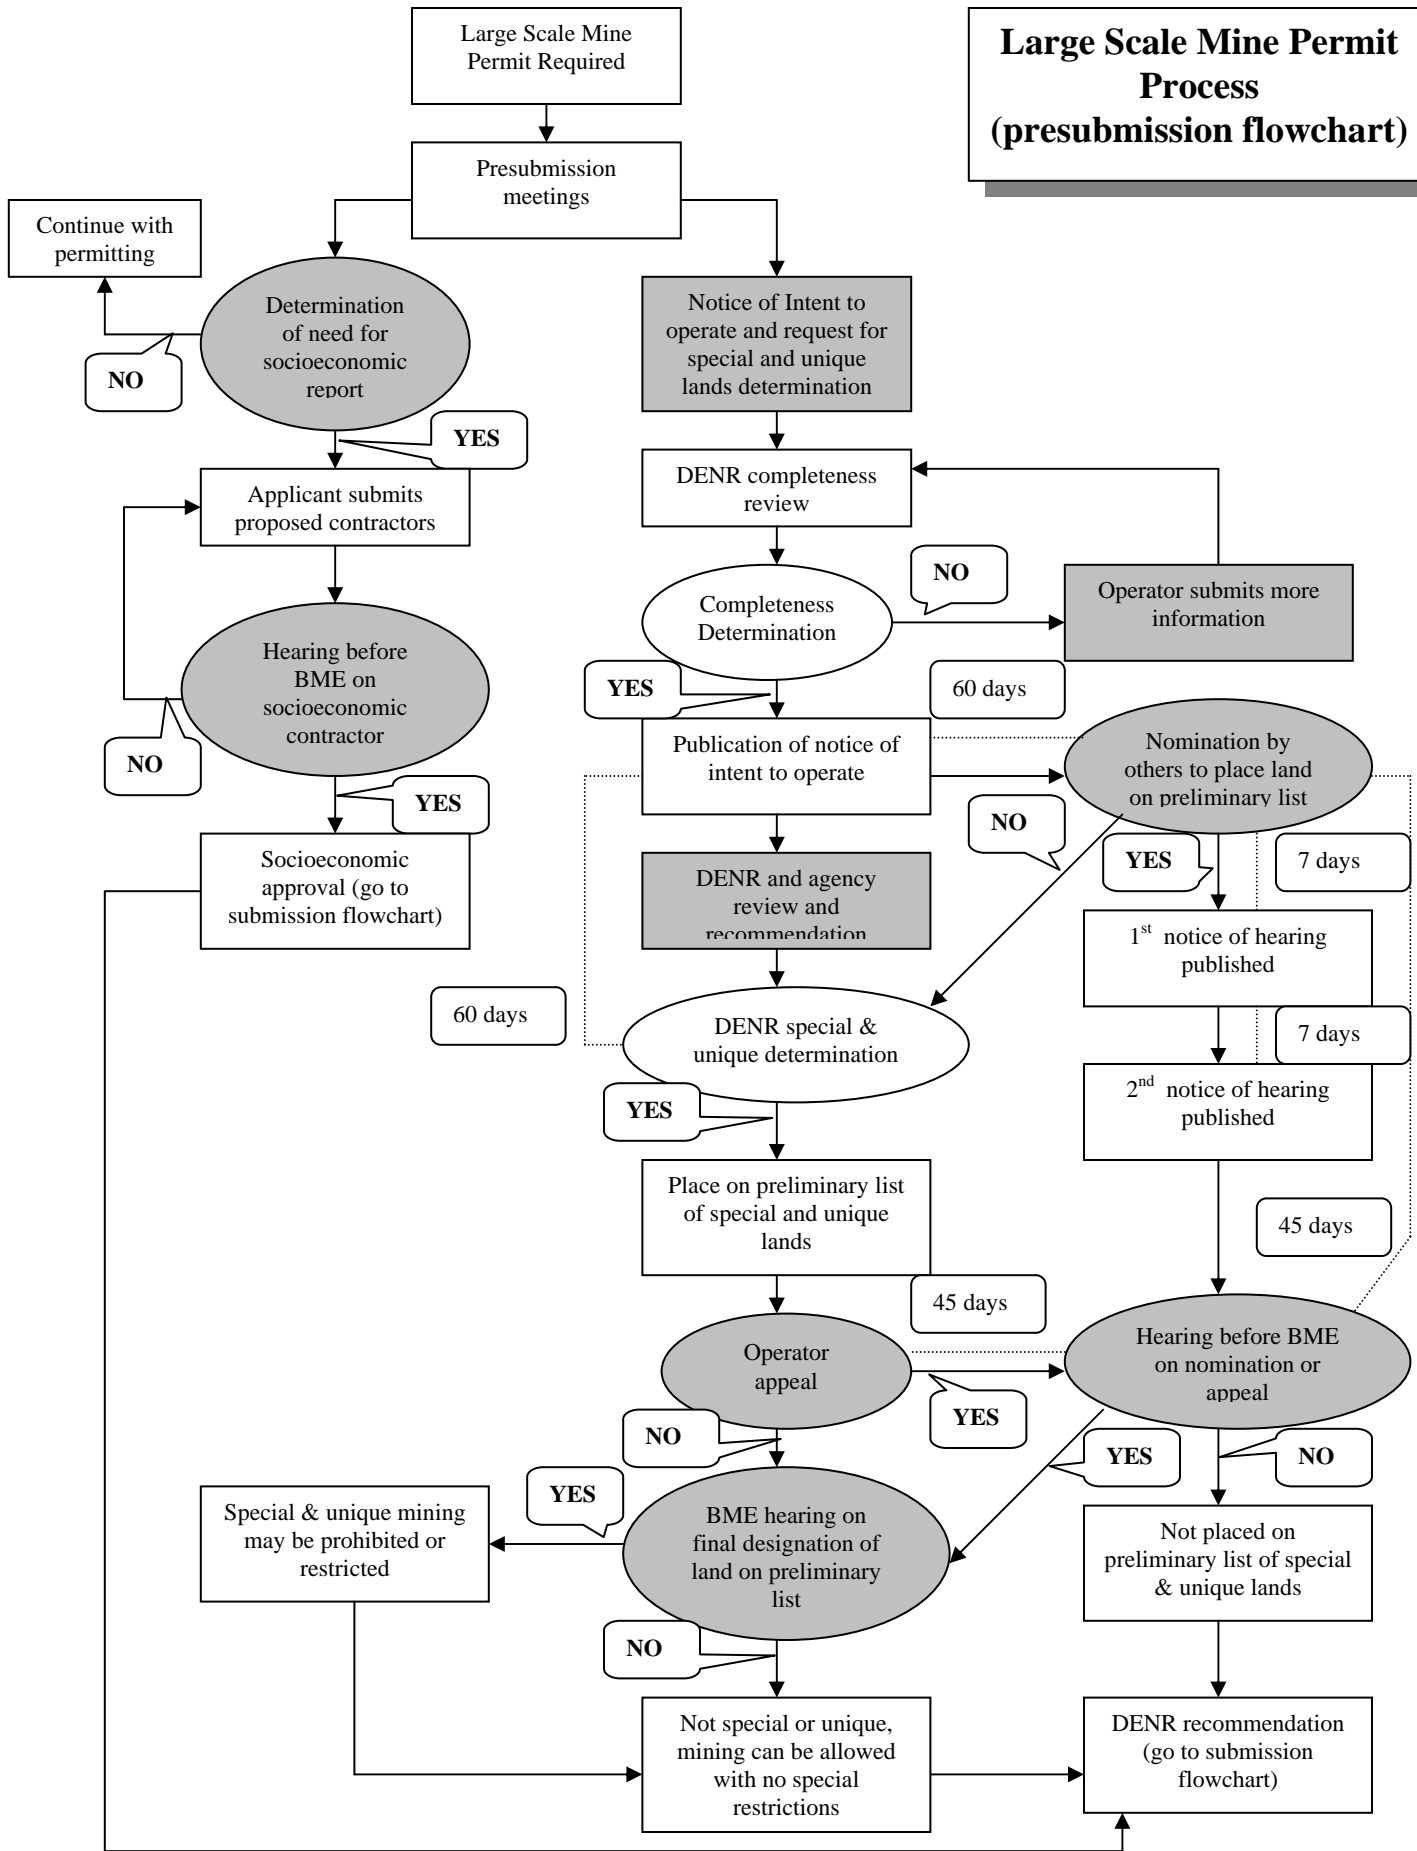 Large Scale Mine
Permit Required
Large Scale Mine Permit
Process
(presubmission flowchart)
Presubmission
meetings
Continue with
permitting
Determination
of need for
socioeconomic
report
NO
YES
Applicant submits
proposed contractors
Hearing before
BME on
socioeconomic
contractor
NO
YES
Socioeconomic
approval (go to
submission flowchart)
Notice of Intent to
operate and request for
special and unique
lands determination
DENR completeness
review
Completeness
Determination
NO
Operator submits more
information
YES
60 days
Publication of notice of
intent to operate
Nomination by
others to place land
on preliminary list
NO
YES
7 days
DENR and agency
review and
recommendation
1st notice of hearing
published
60 days
DENR special &
unique determination
7 days
2nd notice of hearing
published
YES
Place on preliminary list
of special and unique
lands
45 days
45 days
Operator
appeal
Hearing before BME
on nomination or
appeal
YES
NO
YES
NO
YES
Special & unique mining
may be prohibited or
restricted
BME hearing on
final designation of
land on preliminary
list
Not placed on
preliminary list of special
& unique lands
NO
Not special or unique,
mining can be allowed
with no special
restrictions
DENR recommendation
(go to submission
flowchart)